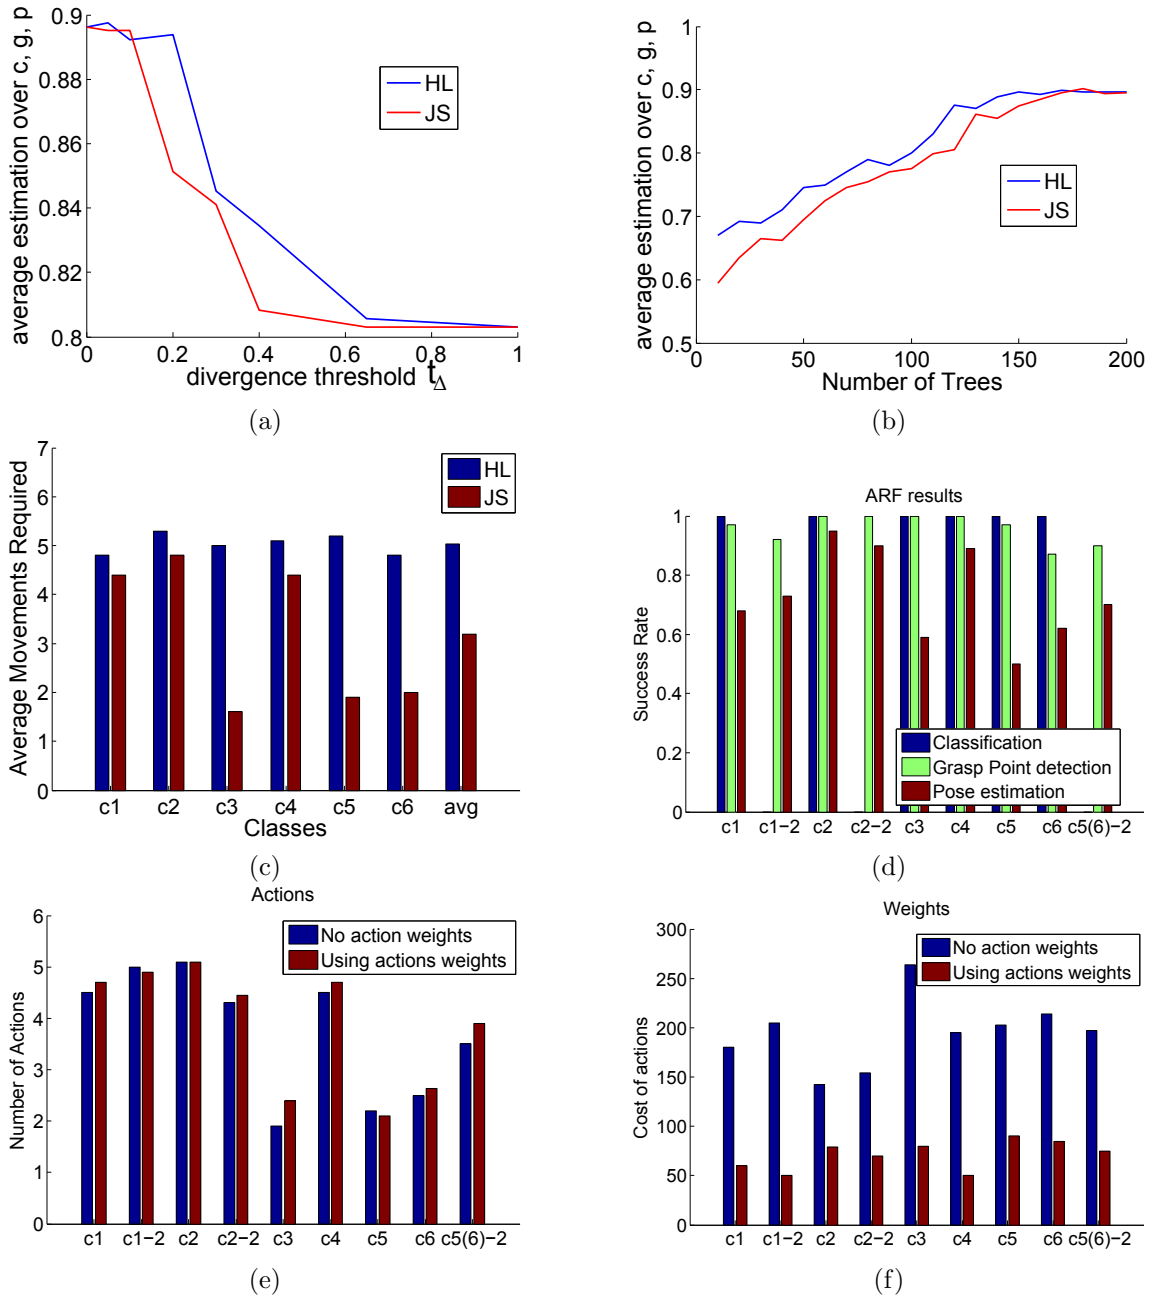 average estimation over c, g, p
0.9
0.88
0.86
0.84
0.82
0.8
HL
JS
0 0.2 0.4 0.6 0.8 1
divergence threshold tΔ
(a)
average estimation over c, g, p
1
0.9
0.8
0.7
0.6
0.5
HL
JS
0 50 100 150 200
Number of Trees
(b)
Average Movements Required
7
6
5
4
3
2
1
0
HL
JS
c1 c2 c3 c4 c5 c6 avg
Classes
(c)
ARF results
Success Rate
1
0.8
0.6
0.4
0.2
0
Classification
Grasp Point detection
Pose estimation
c1 c1−2 c2 c2−2 c3 c4 c5 c6 c5(6)−2
(d)
Actions
Number of Actions
6
5
4
3
2
1
0
No action weights
Using actions weights
c1 c1−2 c2 c2−2 c3 c4 c5 c6 c5(6)−2
(e)
Weights
Cost of actions
300
250
200
150
100
50
0
No action weights
Using actions weights
c1 c1−2 c2 c2−2 c3 c4 c5 c6 c5(6)−2
(f)